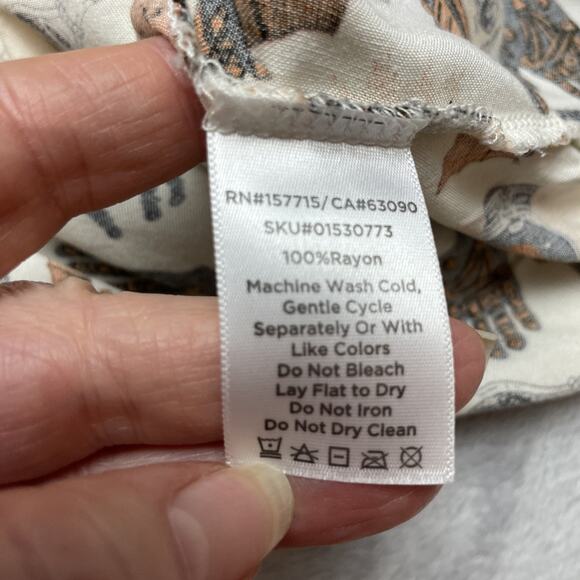 RN#157715/CA#63090
SKU#01530773
100%Rayon
Machine Wash Cold,
Gentle Cycle
Separately Or With
Like Colors
Do Not Bleach
Lay Flat to Dry
Do Not Iron
Do Not Dry Clean